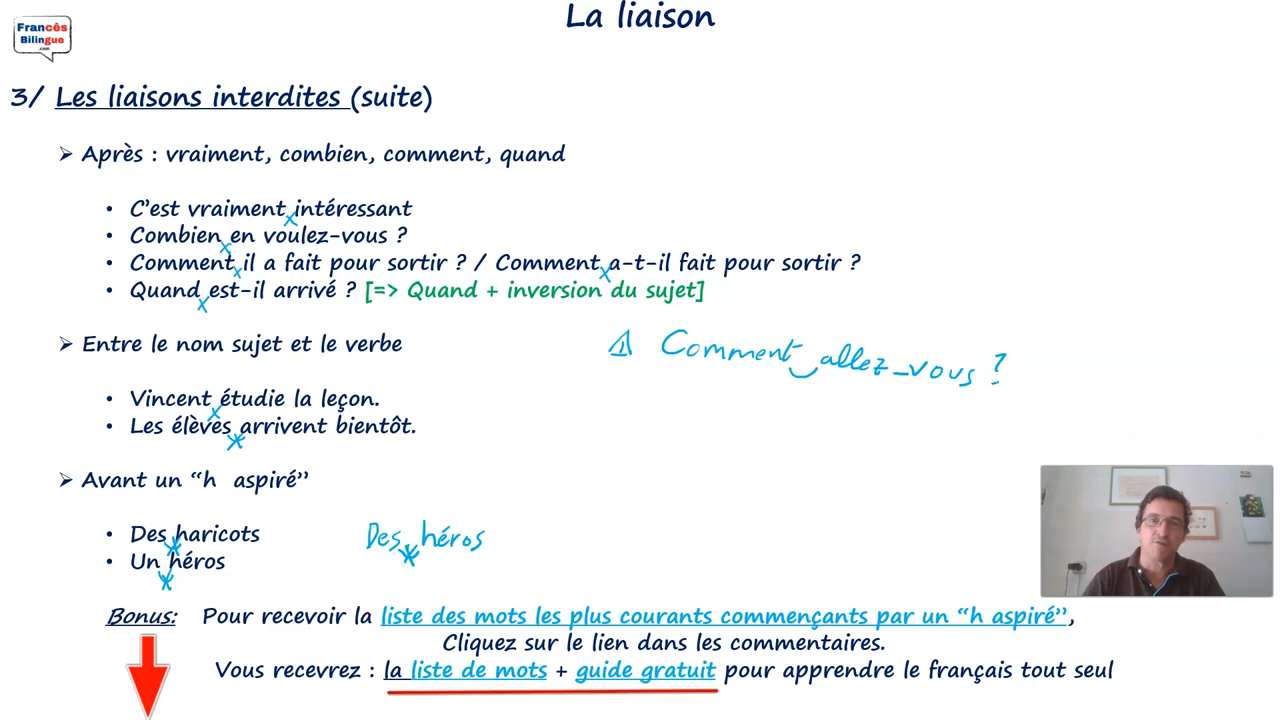 La liaison
Francês
Bilingue
.com
3/ Les liaisons interdites (suite)
➢ Après : vraiment, combien, comment, quand
• C'est vraiment intéressant
• Combien en voulez-vous ?
• Comment il a fait pour sortir ? / Comment a-t-il fait pour sortir ?
• Quand est-il arrivé ? [=> Quand + inversion du sujet]
➢ Entre le nom sujet et le verbe
⚠ Comment allez-vous ?
• Vincent étudie la leçon.
• Les élèves arrivent bientôt.
➢ Avant un “h aspiré”
• Des haricots
Des héros
• Un héros
Bonus: Pour recevoir la liste des mots les plus courants commençants par un “h aspiré”,
Cliquez sur le lien dans les commentaires.
Vous recevrez : la liste de mots + guide gratuit pour apprendre le français tout seul